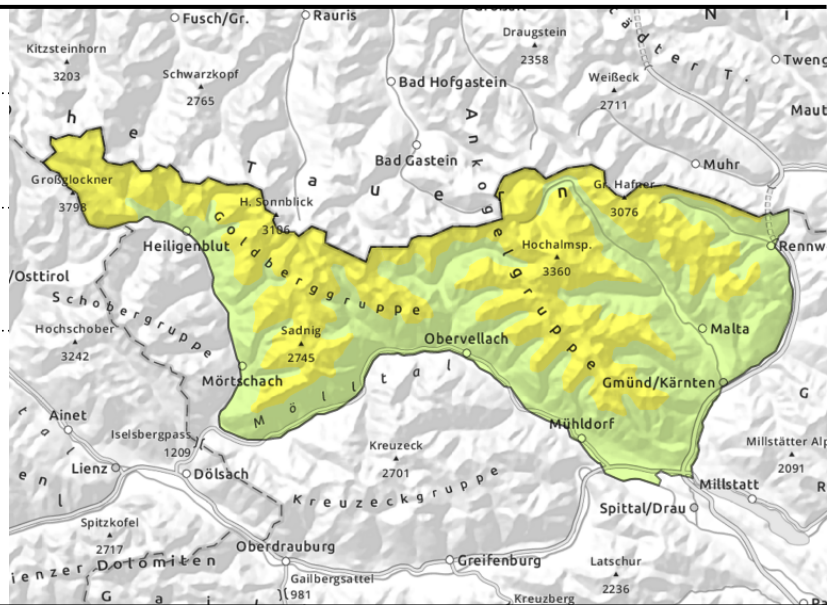 Fusch/Gr.
Rauris
Kitzsteinhorn
3203
Schwarzkopf
2765
Draugstein
2358
Bad Hofgastein
Weißeck
2711
Tweng
Bad Gastein
Muhr
Großglockner
3798
H. Sonnblick
3106
Gr. Hafner
3076
Ankogelgruppe
Heiligenblut
Goldberggruppe
Hochalmsp.
3360
Rennw
/Osttirol
Schobergruppe
Hochschober
3242
Sadnig
2745
Obervellach
Malta
Mörtschach
Mölltal
Gmünd/Kärnten
Ainet
Iselsbergpass
1209
Mühldorf
Kreuzeck
2701
Millstätter Alp
2091
Lienz
Dölsach
Kreuzeckgruppe
Millstatt
Spittal/Drau
Spitzkofel
2717
Oberdrauburg
Greifenburg
Latschur
2236
ienzer Dolomiten
Gailbergsattel
981
Kreuzberg
Gail